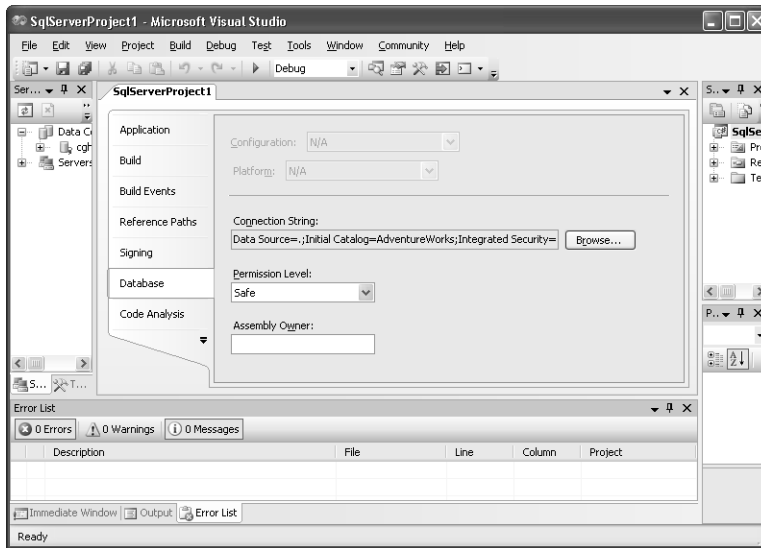 SqlServerProject1 - Microsoft Visual Studio
File Edit View Project Build Debug Test Tools Window Community Help
Debug
Ser...
SqlServerProject1
S..
Data Co
cgh
Servers
Application
Build
Build Events
Reference Paths
Signing
Database
Code Analysis
Configuration: N/A
Platform: N/A
Connection String:
Data Source=.;Initial Catalog=AdventureWorks;Integrated Security=
Browse...
Permission Level:
Safe
Assembly Owner:
SqlSe
Pr
Re
Te
P..
S... T...
Error List
0 Errors 0 Warnings 0 Messages
Description File Line Column Project
Immediate Window Output Error List
Ready